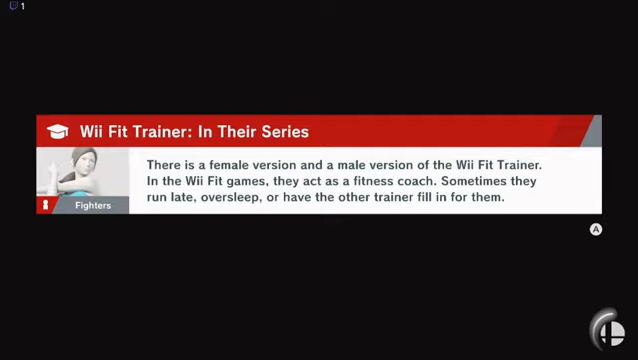 1
Wii Fit Trainer: In Their Series
There is a female version and a male version of the Wii Fit Trainer.
In the Wii Fit games, they act as a fitness coach. Sometimes they
run late, oversleep, or have the other trainer fill in for them.
Fighters
A